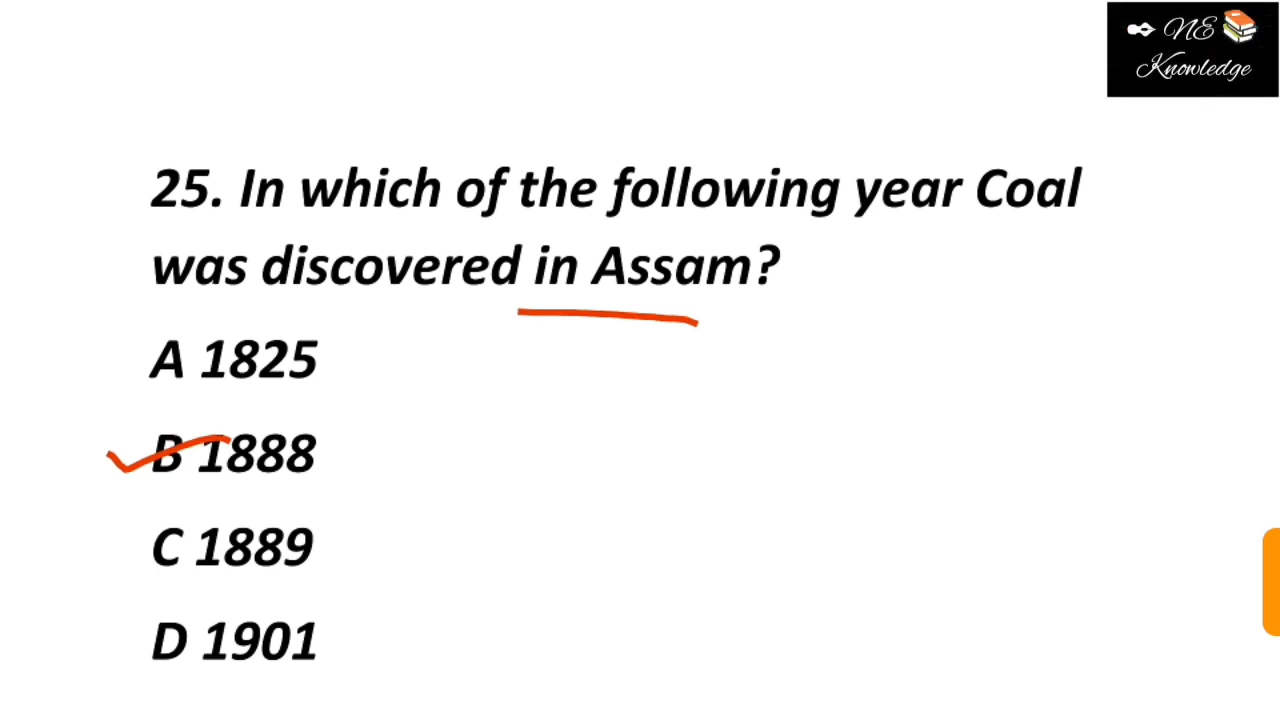 NE
Knowledge
25. In which of the following year Coal
was discovered in Assam?
A 1825
B 1888
C 1889
D 1901